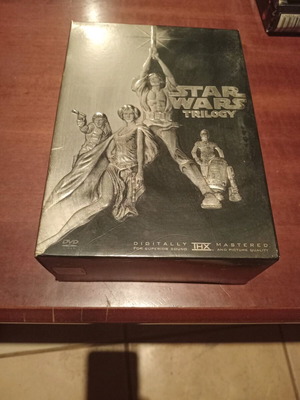 STAR
WARS
TRILOGY
DVD
DIGITALLY THX MASTERED
FOR SUPERIOR SOUND AND PICTURE QUALITY